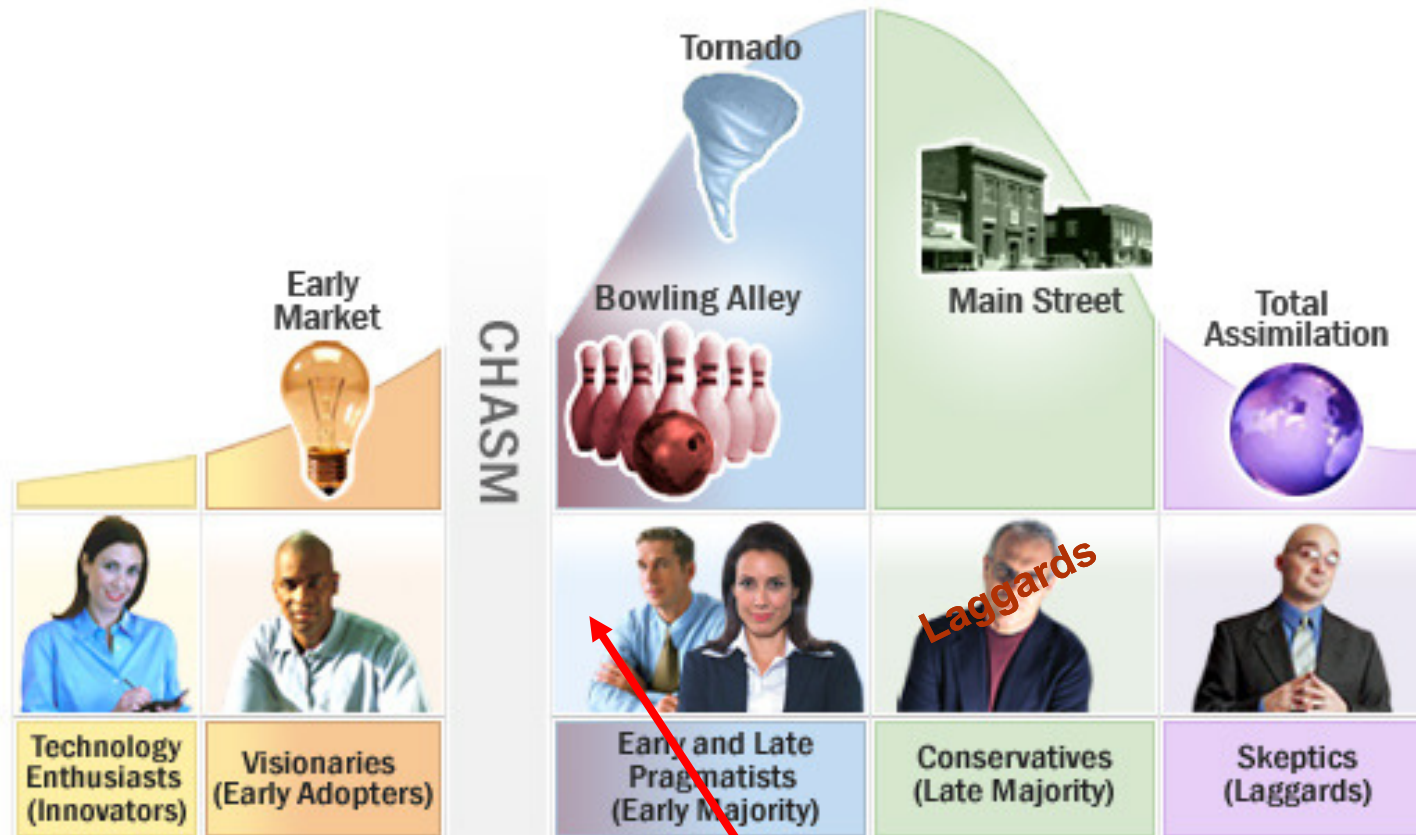 Tornado
Early
Market
CHASM
Bowling Alley
Main Street
Total
Assimilation
Laggards
Technology
Enthusiasts
(Innovators)
Visionaries
(Early Adopters)
Early and Late
Pragmatists
(Early Majority)
Conservatives
(Late Majority)
Skeptics
(Laggards)